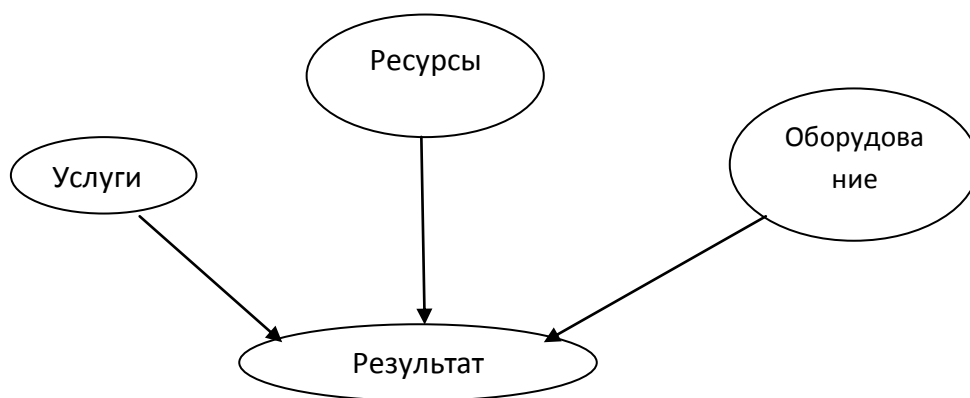 Ресурсы
Услуги
Оборудова
ние
Результат